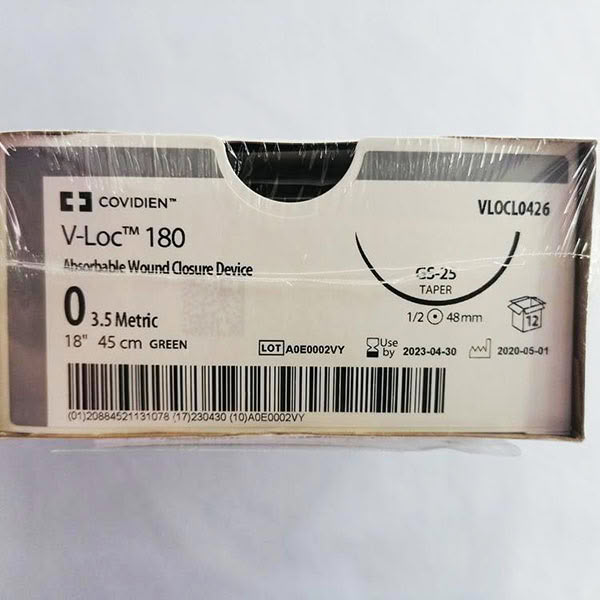 COVIDIEN™
VLOCL0426
V-Loc™ 180
Absorbable Wound Closure Device
GS-25
TAPER
0 3.5 Metric
1/2 48mm
12
18" 45 cm GREEN
LOT A0E0002VY
Use by 2023-04-30
2020-05-01
(01)20884521131078 (17)230430 (10)A0E0002VY